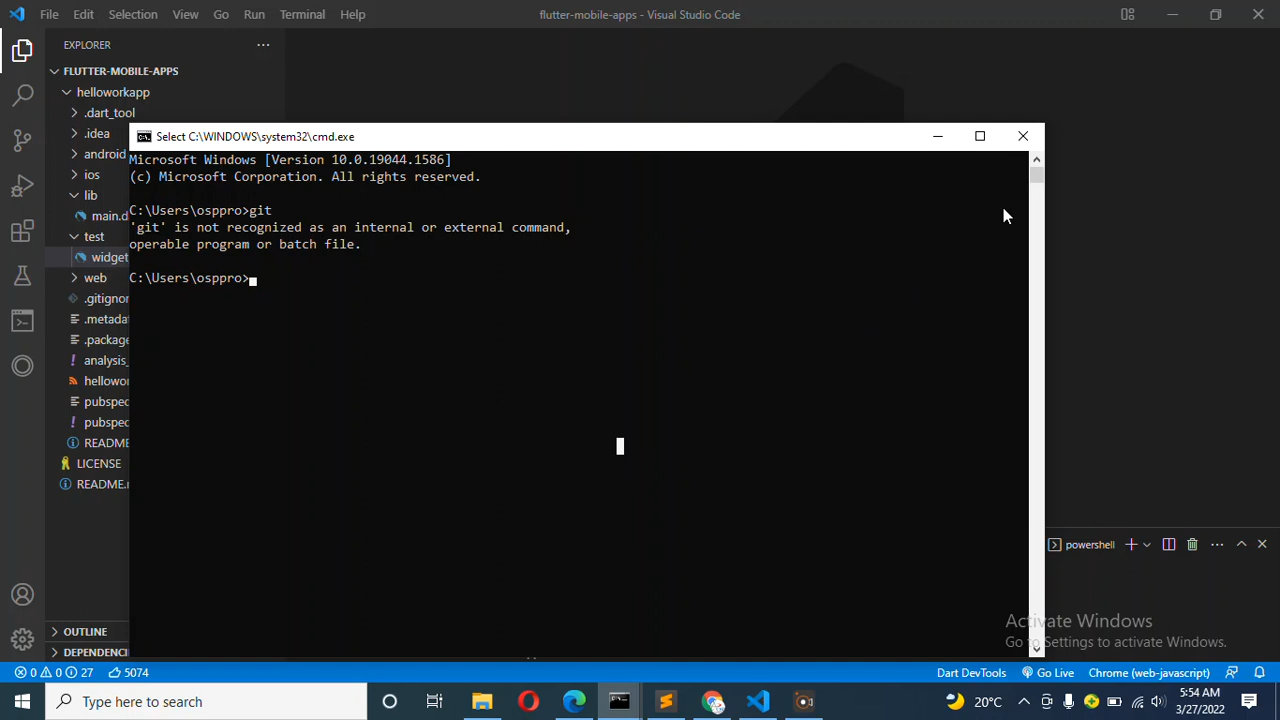 File Edit Selection View Go Run Terminal Help
flutter-mobile-apps - Visual Studio Code
EXPLORER
FLUTTER-MOBILE-APPS
helloworkapp
.dart_tool
.idea
android
ios
lib
main.d
test
widget
web
.gitignor
.metada
.package
analysis_
hellowor
pubspec
pubspec
README
LICENSE
README.m
OUTLINE
DEPENDENCI
Select C:\WINDOWS\system32\cmd.exe
Microsoft Windows [Version 10.0.19044.1586]
(c) Microsoft Corporation. All rights reserved.
C:\Users\osppro>git
'git' is not recognized as an internal or external command,
operable program or batch file.
C:\Users\osppro>
powershell
Activate Windows
Go to Settings to activate Windows.
0 0 27 5074
Dart DevTools Go Live Chrome (web-javascript)
Type here to search
20°C
5:54 AM
3/27/2022